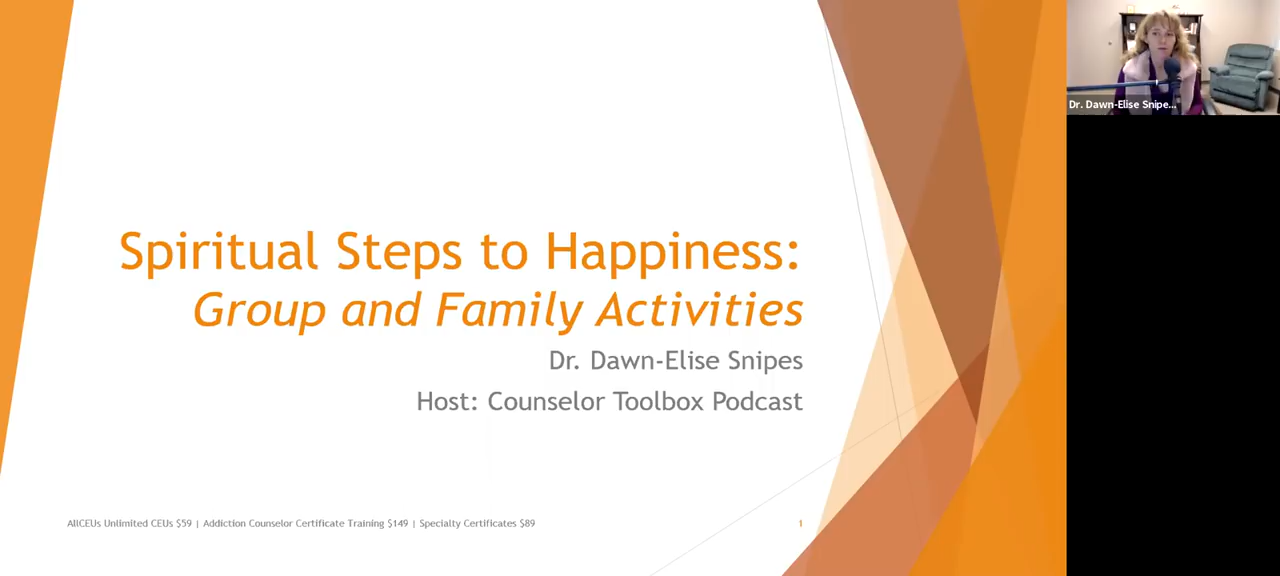 Spiritual Steps to Happiness:
Group and Family Activities
Dr. Dawn-Elise Snipes
Host: Counselor Toolbox Podcast
AllCEUs Unlimited CEUs $59 | Addiction Counselor Certificate Training $149 | Specialty Certificates $89
1
Dr. Dawn-Elise Snipe...